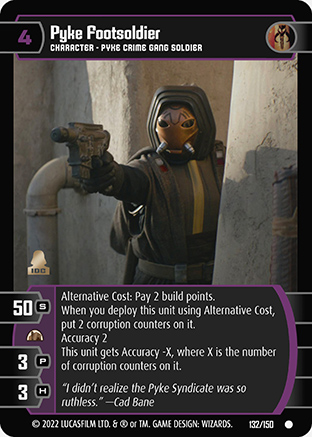 4
Pyke Footsoldier
CHARACTER - PYKE CRIME GANG SOLDIER
50 S
3 P
3 H
Alternative Cost: Pay 2 build points.
When you deploy this unit using Alternative Cost,
put 2 corruption counters on it.
Accuracy 2
This unit gets Accuracy -X, where X is the number
of corruption counters on it.
“I didn’t realize the Pyke Syndicate was so
ruthless.” —Cad Bane
© 2022 LUCASFILM LTD. & ® or TM. GAME DESIGN: WIZARDS.
132/150